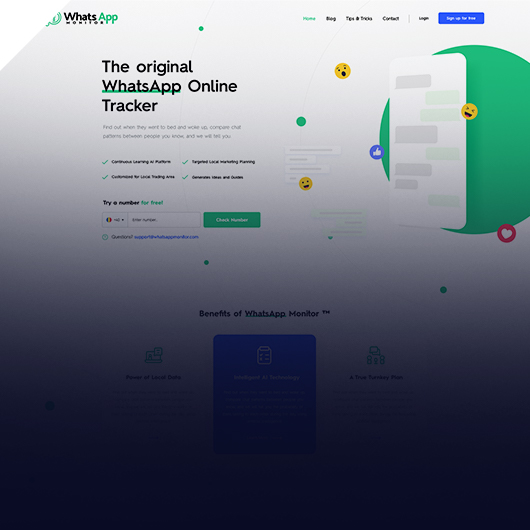 Whats App
MONITOR
Home Blog Tips & Tricks Contact Login Sign up for free
The original
WhatsApp Online
Tracker
Find out when they went to bed and woke up, compare chat
patterns between people you know, and we will tell you.
Continuous Learning AI Platform
Targeted Local Marketing Planning
Customized for Local Trading Area
Generates Ideas and Guides
Try a number for free!
Enter number...
Check Number
Questions? support@whatsappmonitor.com
Benefits of WhatsApp Monitor ™
Power of Local Data
Intelligent AI Technology
A True Turnkey Plan